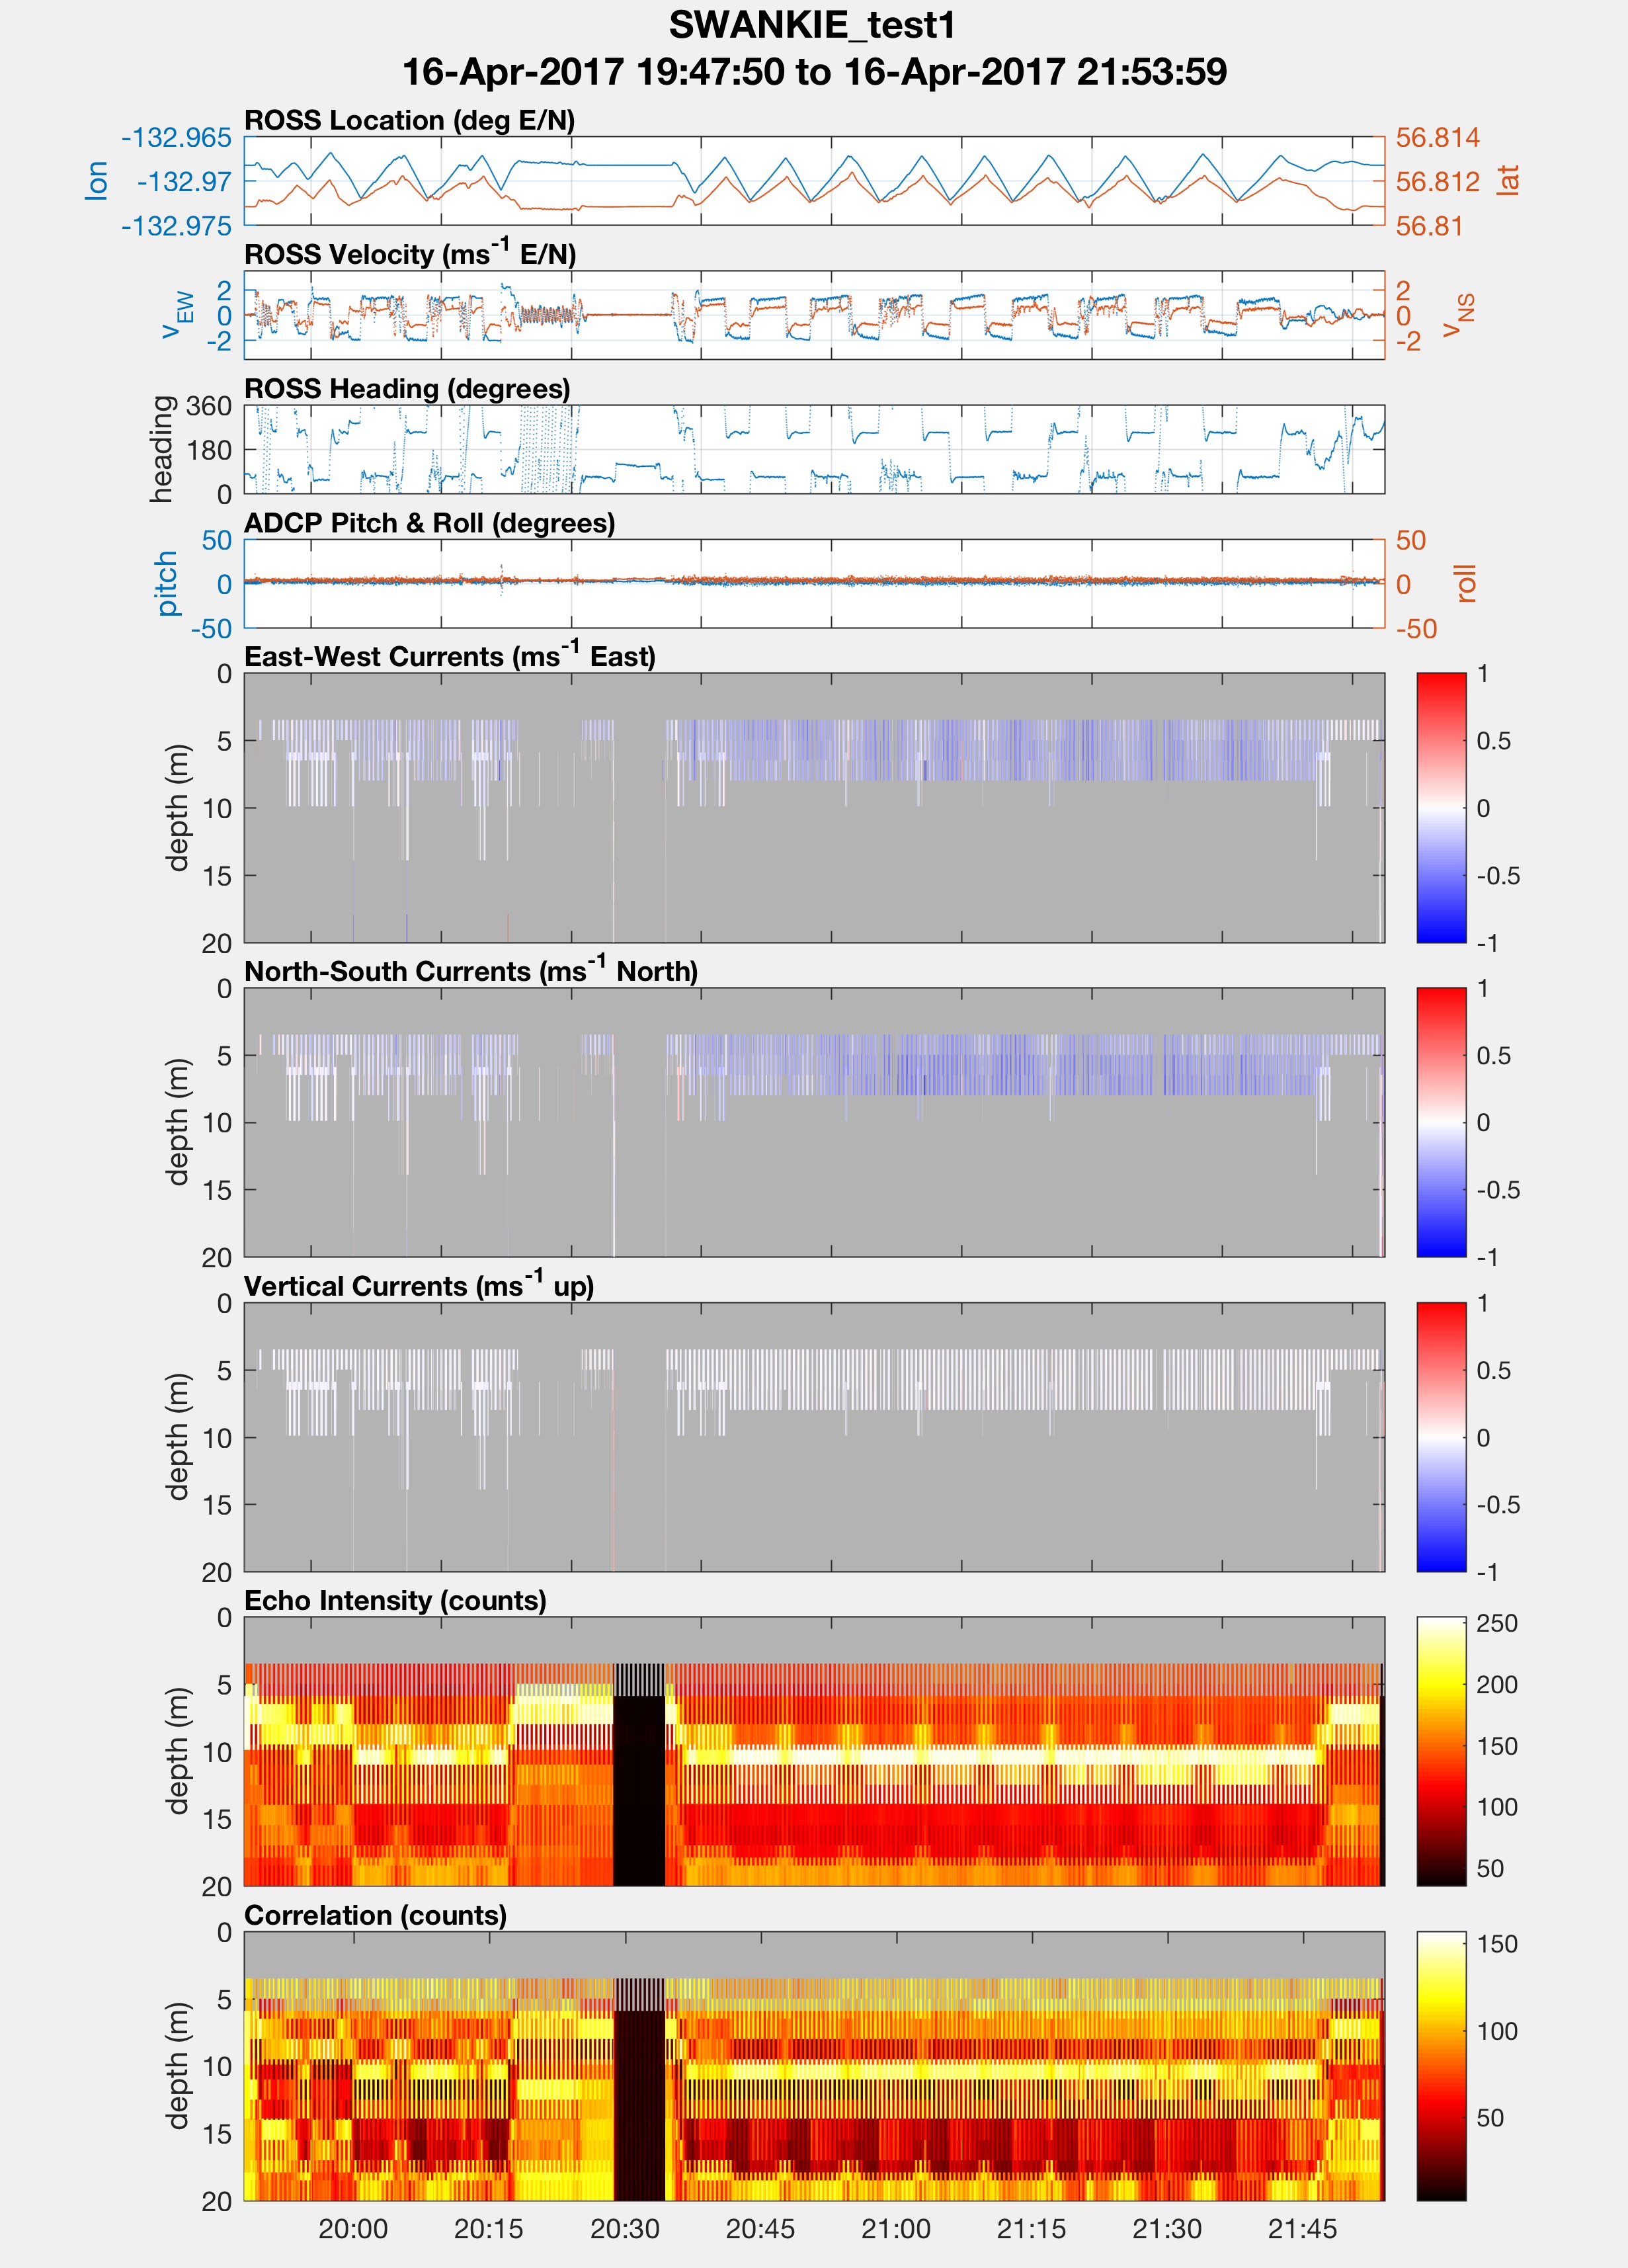 SWANKIE_test1
16-Apr-2017 19:47:50 to 16-Apr-2017 21:53:59
ROSS Location (deg E/N)
-132.965
-132.97
-132.975
lon
56.814
56.812
56.81
lat
ROSS Velocity (ms⁻¹ E/N)
2
0
-2
vEW
2
0
-2
vNS
ROSS Heading (degrees)
360
180
0
heading
ADCP Pitch & Roll (degrees)
50
0
-50
pitch
50
0
-50
roll
East-West Currents (ms⁻¹ East)
0
5
10
15
20
depth (m)
1
0.5
0
-0.5
-1
North-South Currents (ms⁻¹ North)
0
5
10
15
20
depth (m)
1
0.5
0
-0.5
-1
Vertical Currents (ms⁻¹ up)
0
5
10
15
20
depth (m)
1
0.5
0
-0.5
-1
Echo Intensity (counts)
0
5
10
15
20
depth (m)
250
200
150
100
50
Correlation (counts)
0
5
10
15
20
depth (m)
150
100
50
20:00 20:15 20:30 20:45 21:00 21:15 21:30 21:45